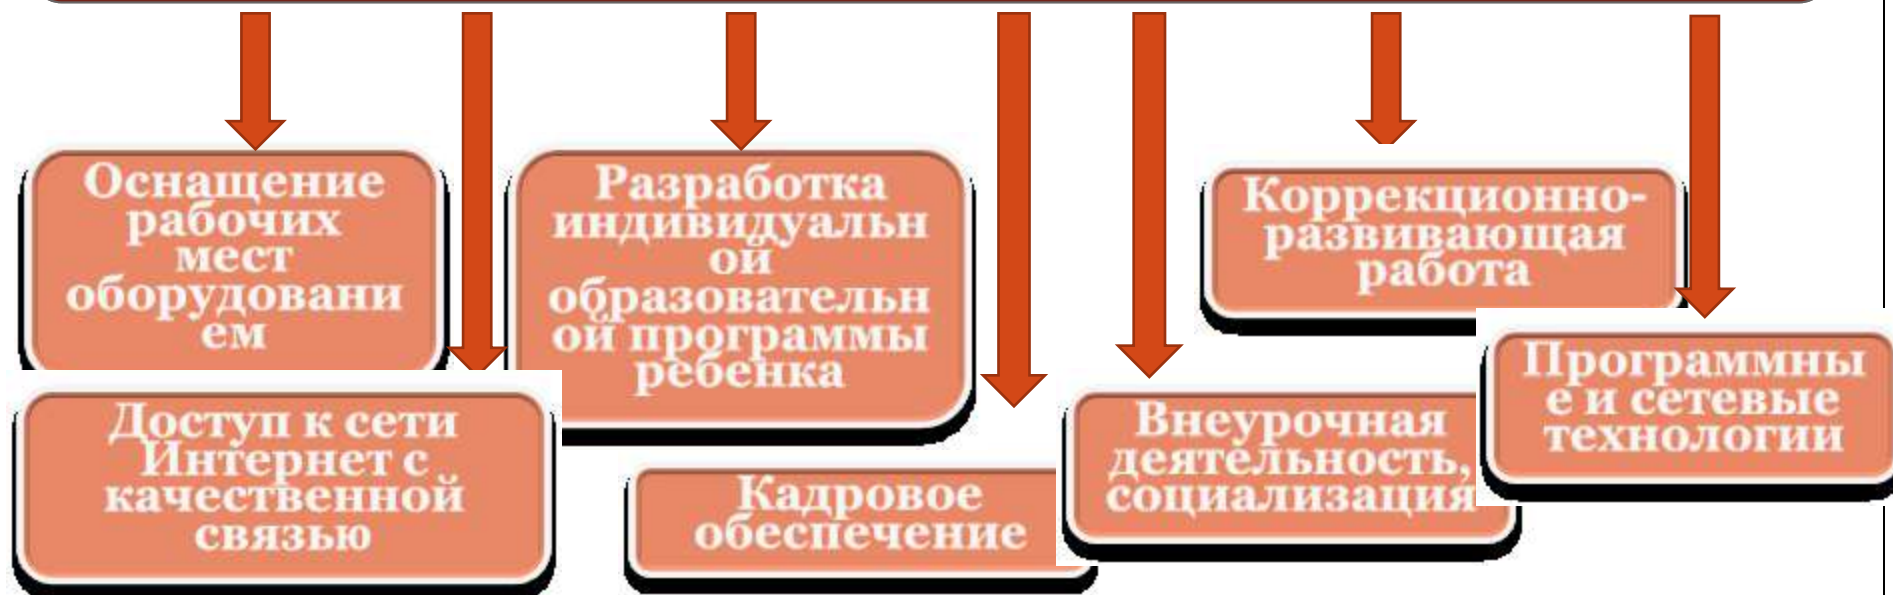 Оснащение
рабочих
мест
оборудовани
ем
Разработка
индивидуальн
ой
образовательн
ой программы
ребенка
Коррекционно-
развивающая
работа
Программны
е и сетевые
технологии
Доступ к сети
Интернет с
качественной
связью
Кадровое
обеспечение
Внеурочная
деятельность,
социализация